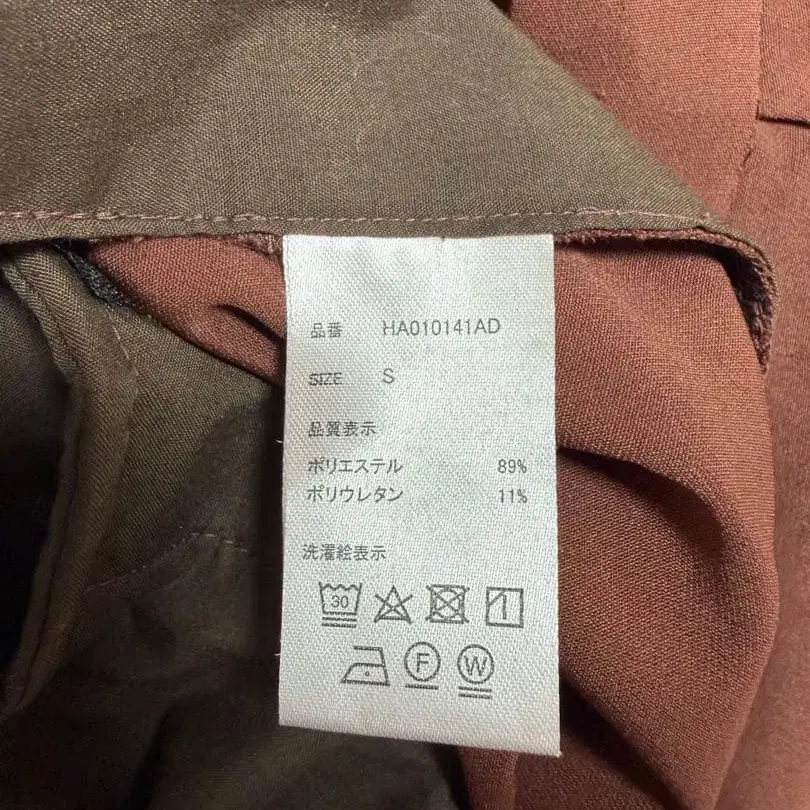 品番 HA010141AD
SIZE S
品質表示
ポリエステル 89%
ポリウレタン 11%
洗濯絵表示
30
F W